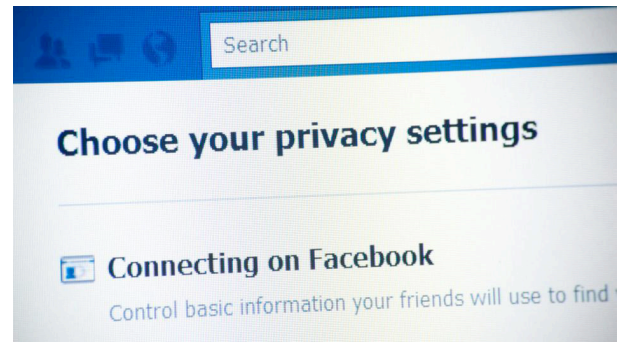 Search
Choose your privacy settings
Connecting on Facebook
Control basic information your friends will use to find